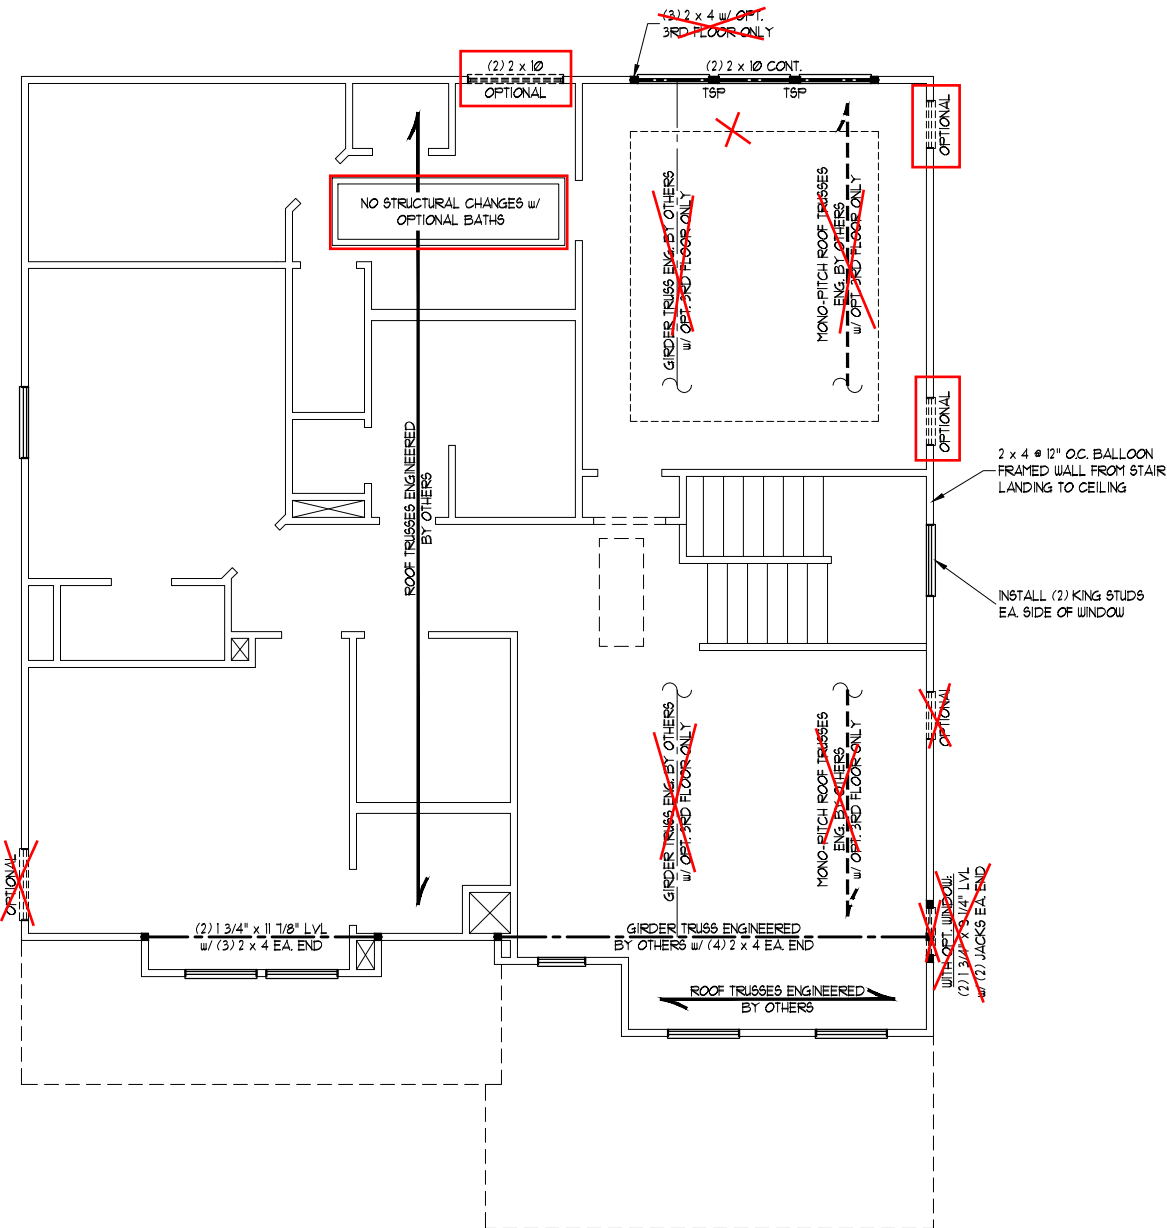 (3) 2 x 4 w/ OPT.
3RD FLOOR ONLY
(2) 2 x 10
OPTIONAL
(2) 2 x 10 CONT.
TSP
TSP
OPTIONAL
NO STRUCTURAL CHANGES w/
OPTIONAL BATHS
GIRDER TRUSS ENG. BY OTHERS
w/ OPT. 3RD FLOOR ONLY
MONO-PITCH ROOF TRUSSES
ENG. BY OTHERS
w/ OPT. 3RD FLOOR ONLY
OPTIONAL
ROOF TRUSSES ENGINEERED
BY OTHERS
2 x 4 @ 12" O.C. BALLOON
FRAMED WALL FROM STAIR
LANDING TO CEILING
INSTALL (2) KING STUDS
EA. SIDE OF WINDOW
OPTIONAL
GIRDER TRUSS ENG. BY OTHERS
w/ OPT. 3RD FLOOR ONLY
MONO-PITCH ROOF TRUSSES
ENG. BY OTHERS
w/ OPT. 3RD FLOOR ONLY
OPTIONAL
WITH OPT. WINDOW:
(2) 1 3/4" x 9 1/4" LVL
w/ (2) JACKS EA. END
(2) 1 3/4" x 11 7/8" LVL
w/ (3) 2 x 4 EA. END
GIRDER TRUSS ENGINEERED
BY OTHERS w/ (4) 2 x 4 EA. END
ROOF TRUSSES ENGINEERED
BY OTHERS